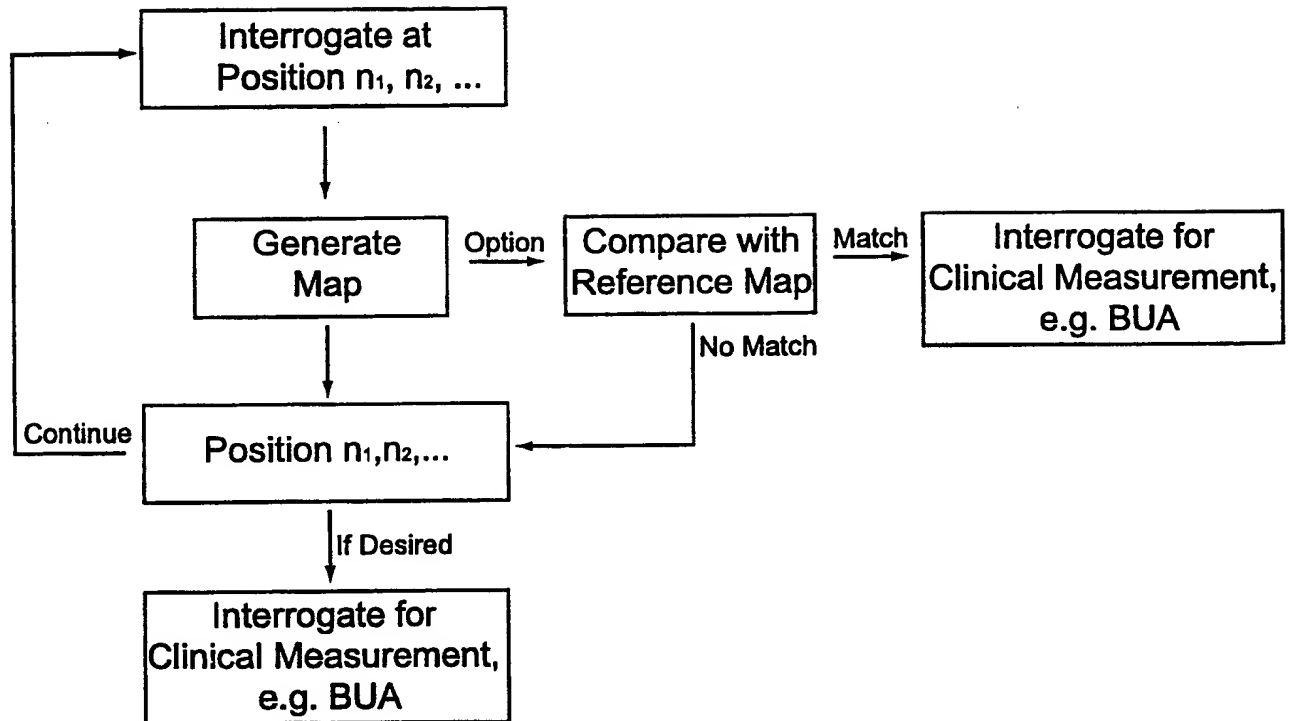 Interrogate at
Position n₁, n₂, ...
Generate
Map
Option
Compare with
Reference Map
Match
Interrogate for
Clinical Measurement,
e.g. BUA
No Match
Continue
Position n₁,n₂,...
If Desired
Interrogate for
Clinical Measurement,
e.g. BUA